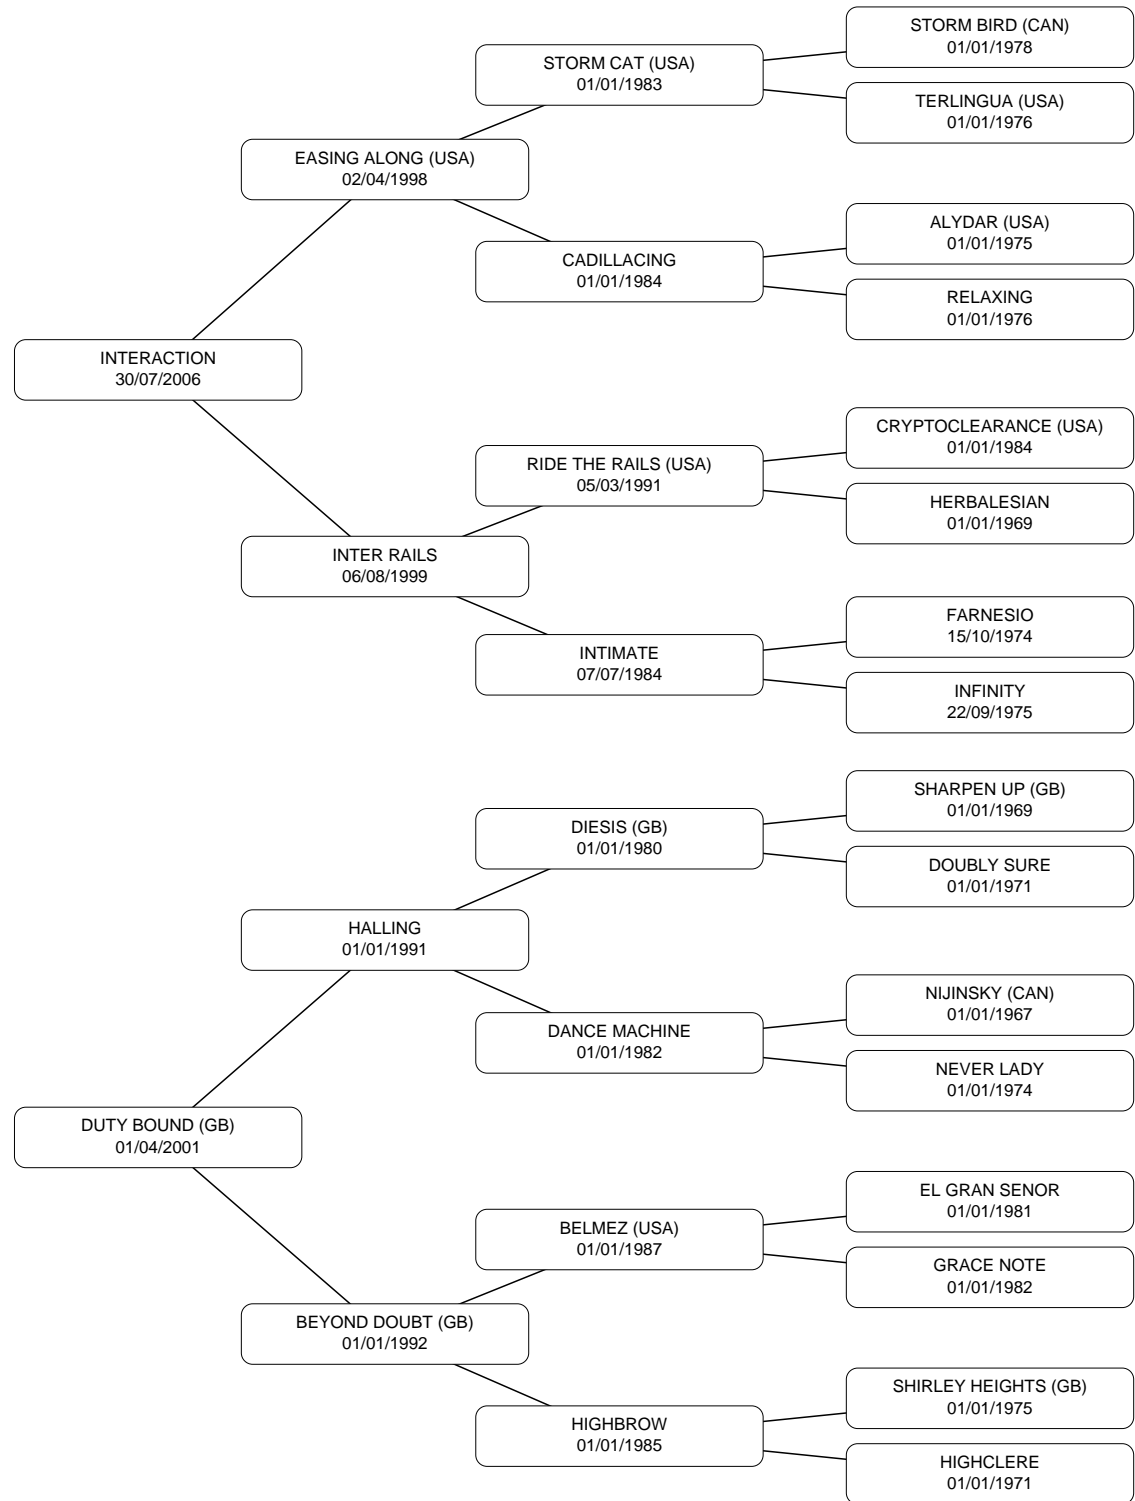 STORM BIRD (CAN)
01/01/1978
STORM CAT (USA)
01/01/1983
TERLINGUA (USA)
01/01/1976
EASING ALONG (USA)
02/04/1998
ALYDAR (USA)
01/01/1975
CADILLACING
01/01/1984
RELAXING
01/01/1976
INTERACTION
30/07/2006
CRYPTOCLEARANCE (USA)
01/01/1984
RIDE THE RAILS (USA)
05/03/1991
HERBALESIAN
01/01/1969
INTER RAILS
06/08/1999
FARNESIO
15/10/1974
INTIMATE
07/07/1984
INFINITY
22/09/1975
SHARPEN UP (GB)
01/01/1969
DIESIS (GB)
01/01/1980
DOUBLY SURE
01/01/1971
HALLING
01/01/1991
NIJINSKY (CAN)
01/01/1967
DANCE MACHINE
01/01/1982
NEVER LADY
01/01/1974
DUTY BOUND (GB)
01/04/2001
EL GRAN SENOR
01/01/1981
BELMEZ (USA)
01/01/1987
GRACE NOTE
01/01/1982
BEYOND DOUBT (GB)
01/01/1992
SHIRLEY HEIGHTS (GB)
01/01/1975
HIGHBROW
01/01/1985
HIGHCLERE
01/01/1971